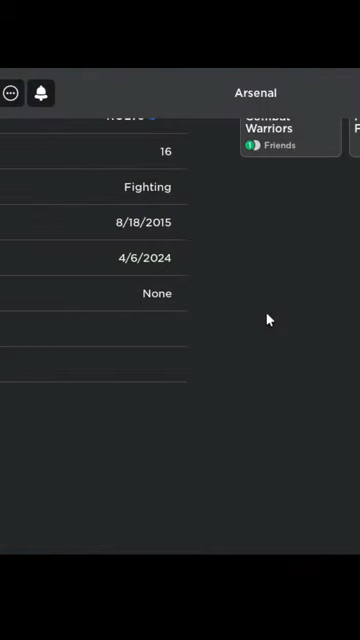 Arsenal
Combat
Warriors
1 Friends
16
Fighting
8/18/2015
4/6/2024
None